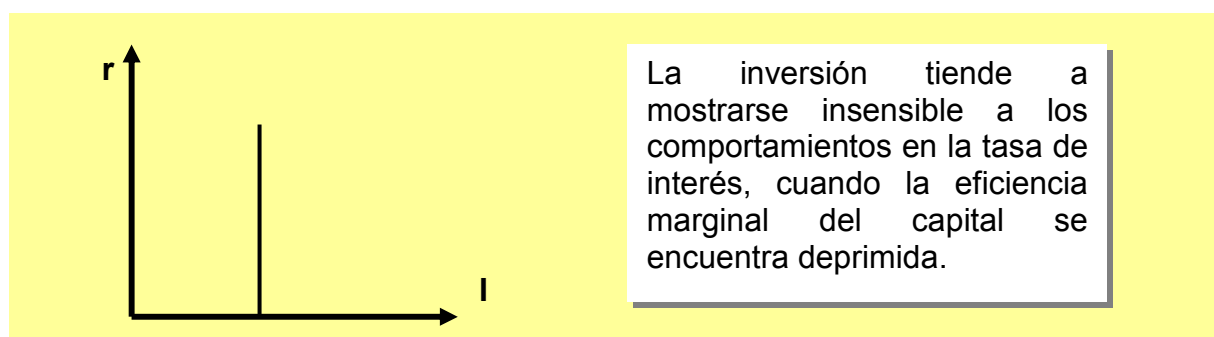 r
La inversión tiende a
mostrarse insensible a los
comportamientos en la tasa de
interés, cuando la eficiencia
marginal del capital se
encuentra deprimida.
I